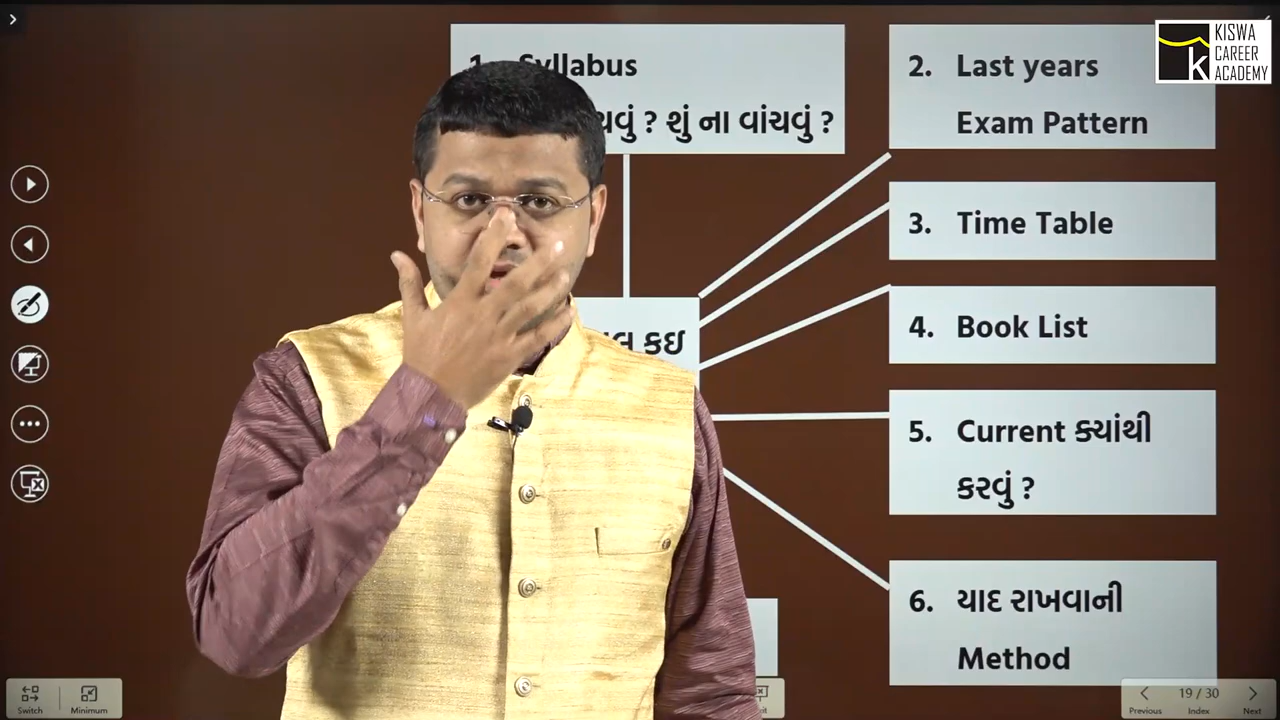 1. Syllabus
? શું ના વાંચવું ?
2. Last years
Exam Pattern
3. Time Table
4. Book List
5. Current ક્યાંથી
કરવું ?
6. યાદ રાખવાની
Method
કઇ
KISWA
CAREER
ACADEMY
Switch
Minimum
19 / 30
Previous
Index
Next